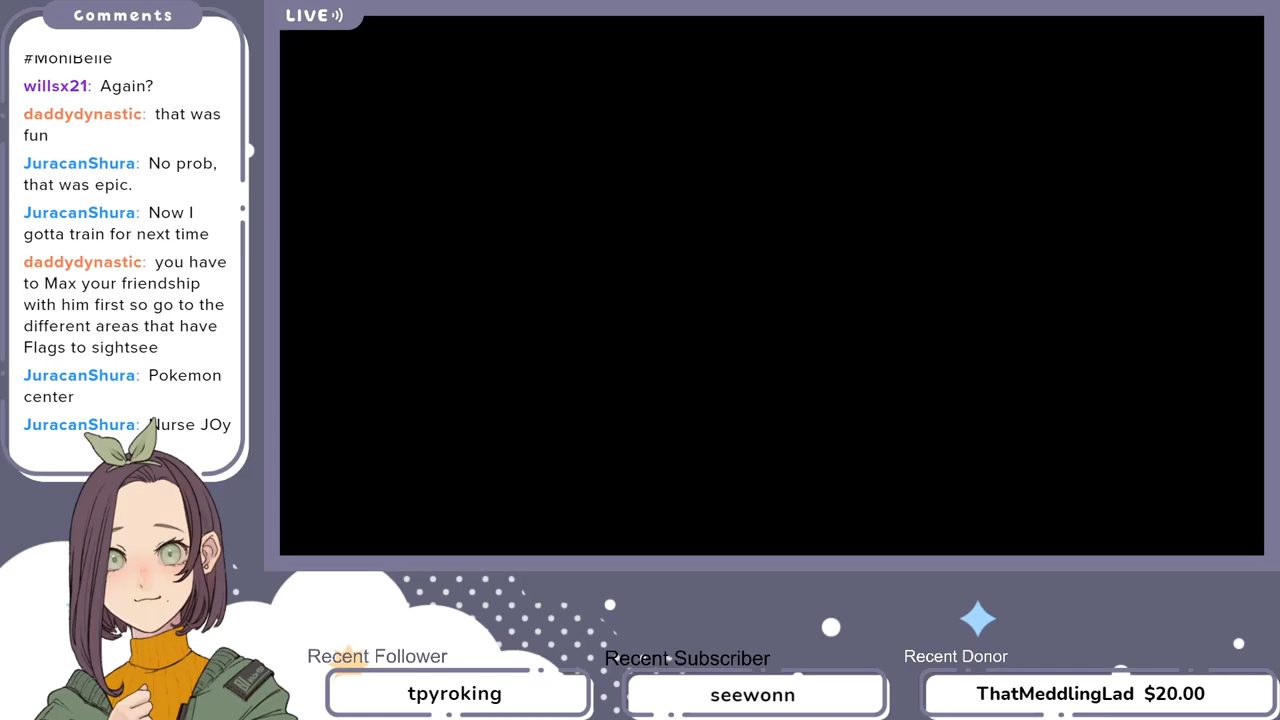 Comments
LIVE
#MoniBelle
willsx21: Again?
daddydynastic: that was
fun
JuracanShura: No prob,
that was epic.
JuracanShura: Now I
gotta train for next time
daddydynastic: you have
to Max your friendship
with him first so go to the
different areas that have
Flags to sightsee
JuracanShura: Pokemon
center
JuracanShura: Nurse JOy
Recent Follower
tpyroking
Recent Subscriber
seewonn
Recent Donor
ThatMeddlingLad $20.00